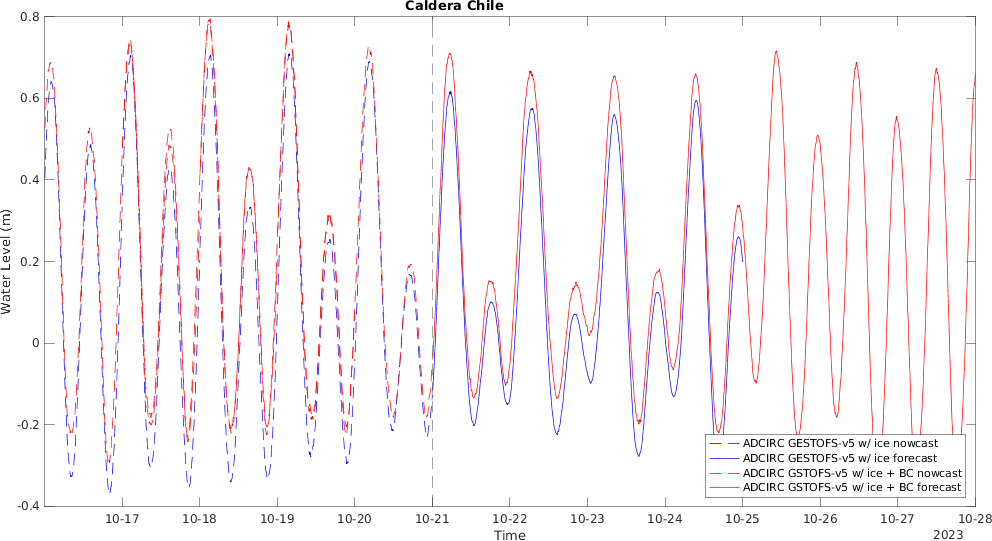 Caldera Chile
Water Level (m)
0.8
0.6
0.4
0.2
0
-0.2
-0.4
ADCIRC GESTOFS-v5 w/ ice nowcast
ADCIRC GESTOFS-v5 w/ ice forecast
ADCIRC GSTOFS-v5 w/ ice + BC nowcast
ADCIRC GSTOFS-v5 w/ ice + BC forecast
10-17 10-18 10-19 10-20 10-21 10-22 10-23 10-24 10-25 10-26 10-27 10-28
Time
2023